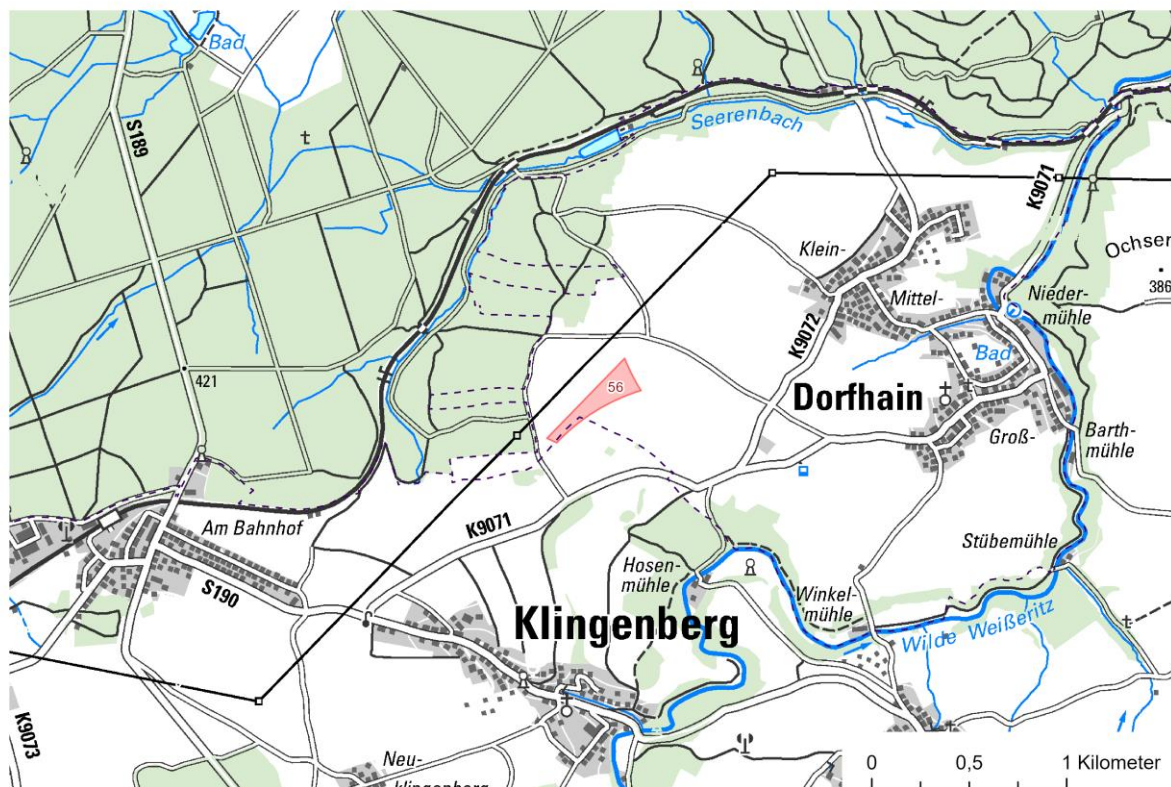 Bad
S189
Seerenbach
K9071
Klein-
Mittel-
Ochsen
386
Nieder-
mühle
K9072
Bad
421
56
Dorfhain
Groß-
Barth-
mühle
Am Bahnhof
K9071
S190
Hosen-
mühle
Stübemühle
Winkel-
mühle
Klingenberg
Wilde Weißeritz
K9073
Neu-
klingenberg
0 0,5 1 Kilometer